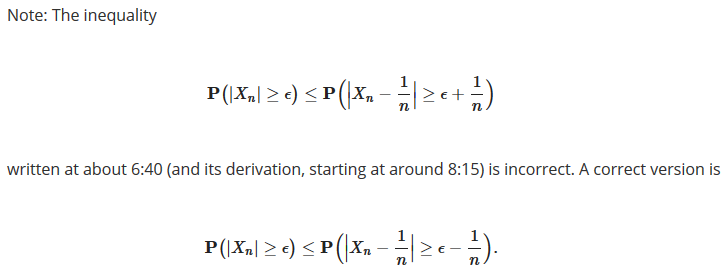 Note: The inequality
P(|Xₙ| ≥ ϵ) ≤ P(|Xₙ − 1/n| ≥ ϵ + 1/n)
written at about 6:40 (and its derivation, starting at around 8:15) is incorrect. A correct version is
P(|Xₙ| ≥ ϵ) ≤ P(|Xₙ − 1/n| ≥ ϵ − 1/n).